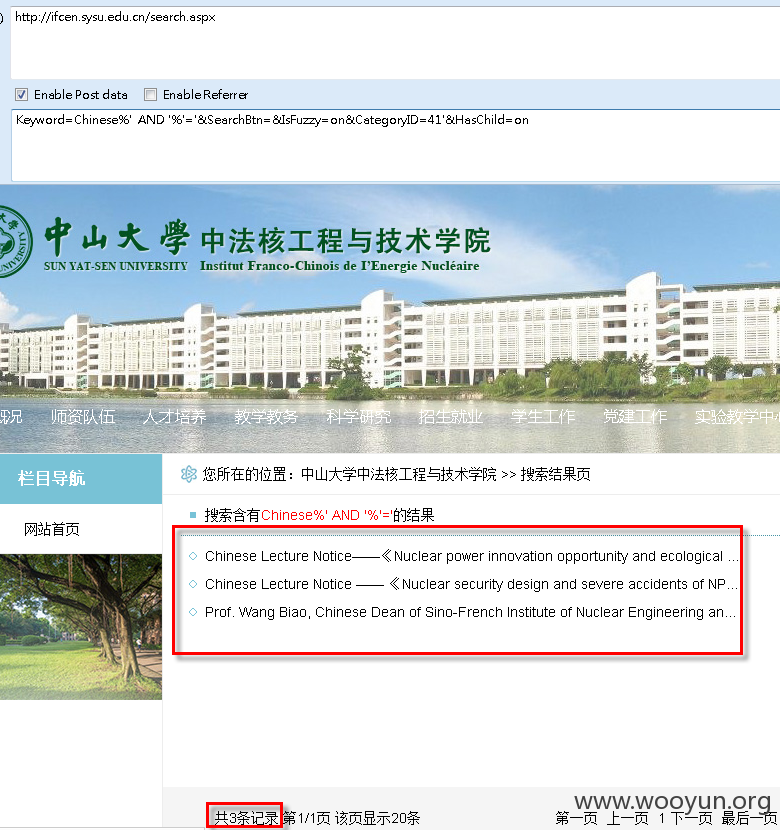 http://ifcen.sysu.edu.cn/search.aspx
Enable Post data Enable Referrer
Keyword=Chinese%' AND '%'='&SearchBtn=&IsFuzzy=on&CategoryID=41'&HasChild=on
中山大學 中法核工程与技术学院
SUN YAT-SEN UNIVERSITY Institut Franco-Chinois de l'Energie Nucléaire
概况 师资队伍 人才培养 教学教务 科学研究 招生就业 学生工作 党建工作 实验教学中心
栏目导航
您所在的位置：中山大学中法核工程与技术学院 >> 搜索结果页
搜索含有Chinese%' AND '%'='的结果
网站首页
Chinese Lecture Notice——《Nuclear power innovation opportunity and ecological ...
Chinese Lecture Notice —— 《Nuclear security design and severe accidents of NP...
Prof. Wang Biao, Chinese Dean of Sino-French Institute of Nuclear Engineering an...
www.wooyun.org
共3条记录 第1/1页 该页显示20条 第一页 上一页 1 下一页 最后一页